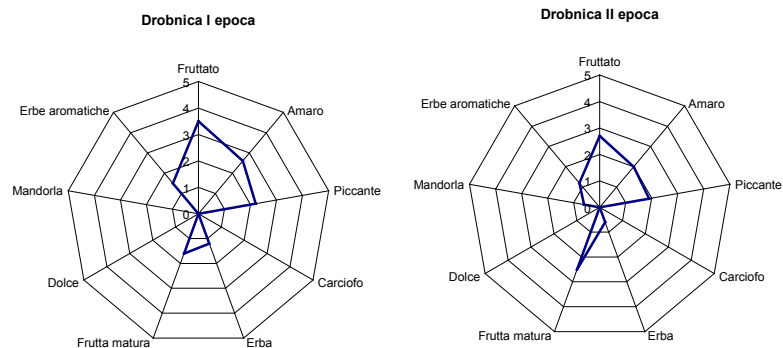 Drobnica I epoca
Fruttato
Amaro
Piccante
Carciofo
Erba
Frutta matura
Dolce
Mandorla
Erbe aromatiche
5
4
3
2
1
0
Drobnica II epoca
Fruttato
Amaro
Piccante
Carciofo
Erba
Frutta matura
Dolce
Mandorla
Erbe aromatiche
5
4
3
2
1
0